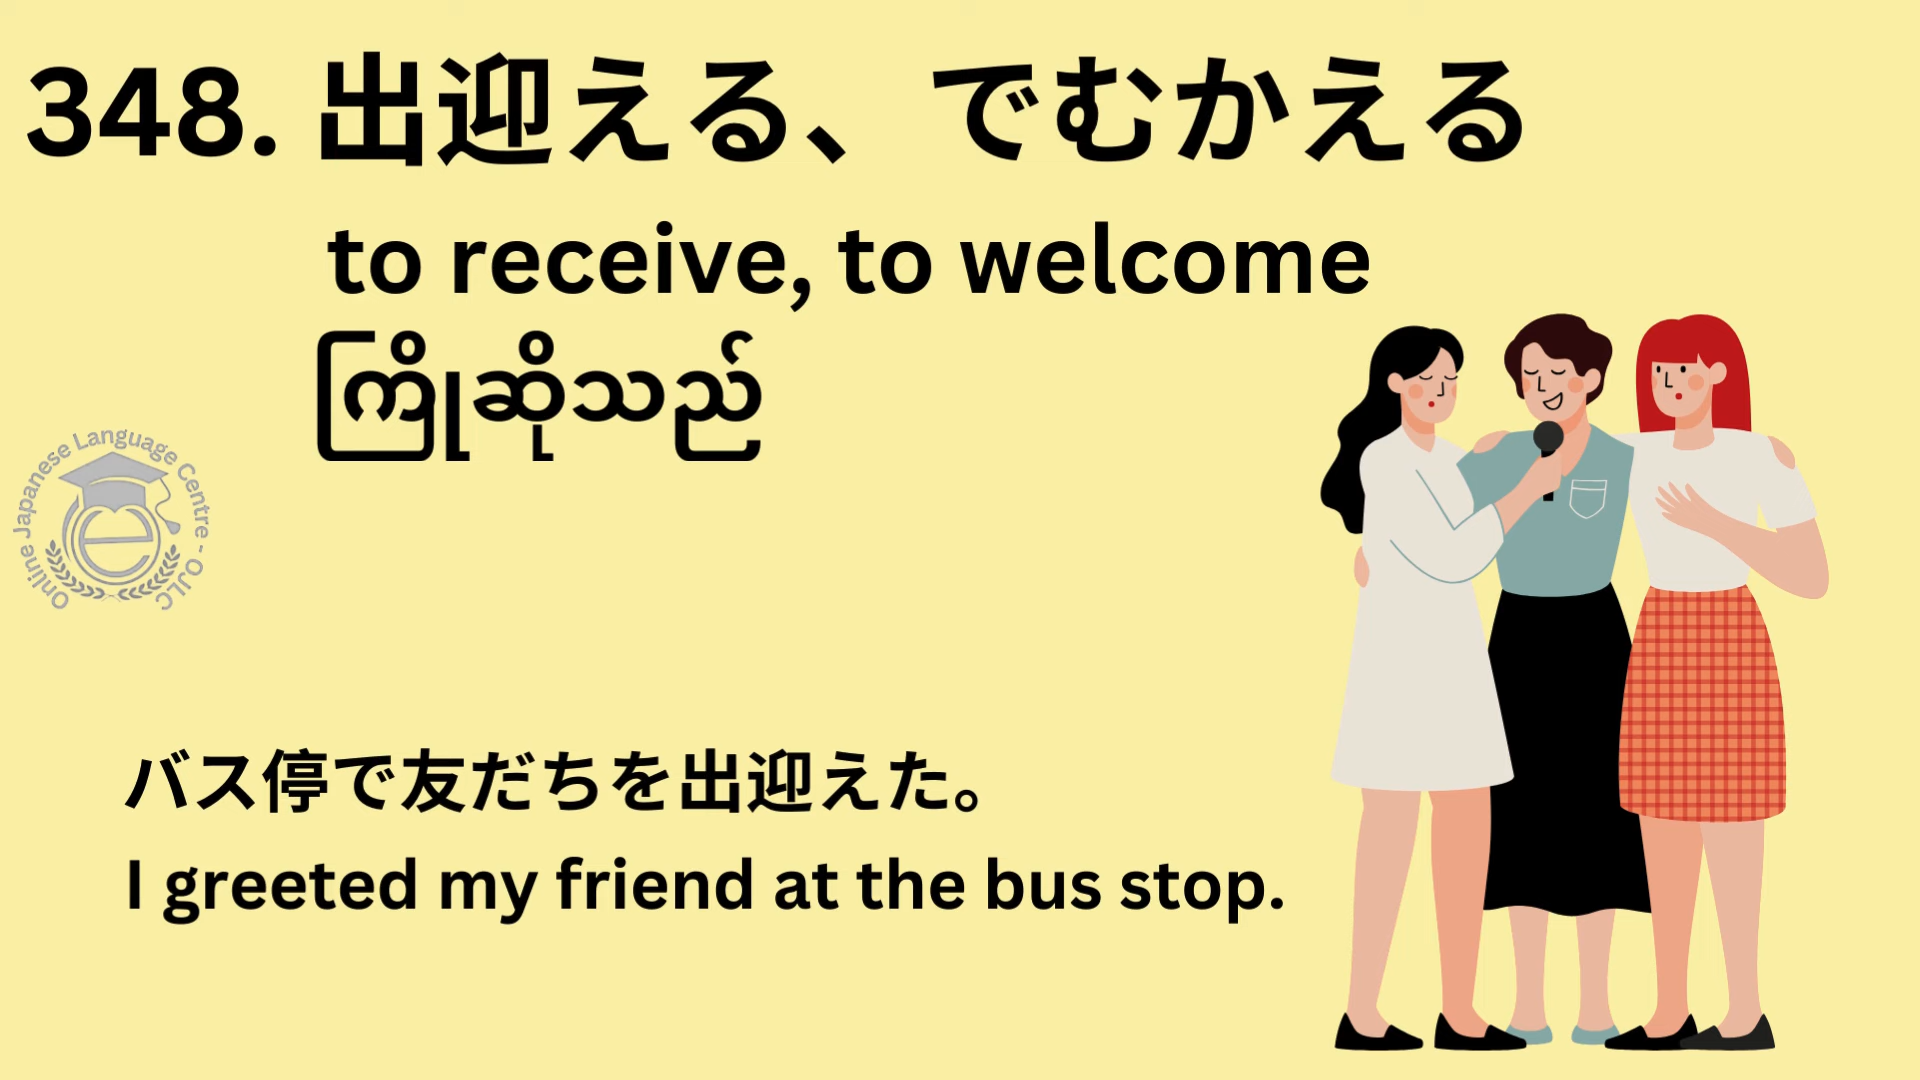 348. 出迎える、でむかえる
to receive, to welcome
ကြိုဆိုသည်
Online Japanese Language Centre - OJLC
e
バス停で友だちを出迎えた。
I greeted my friend at the bus stop.